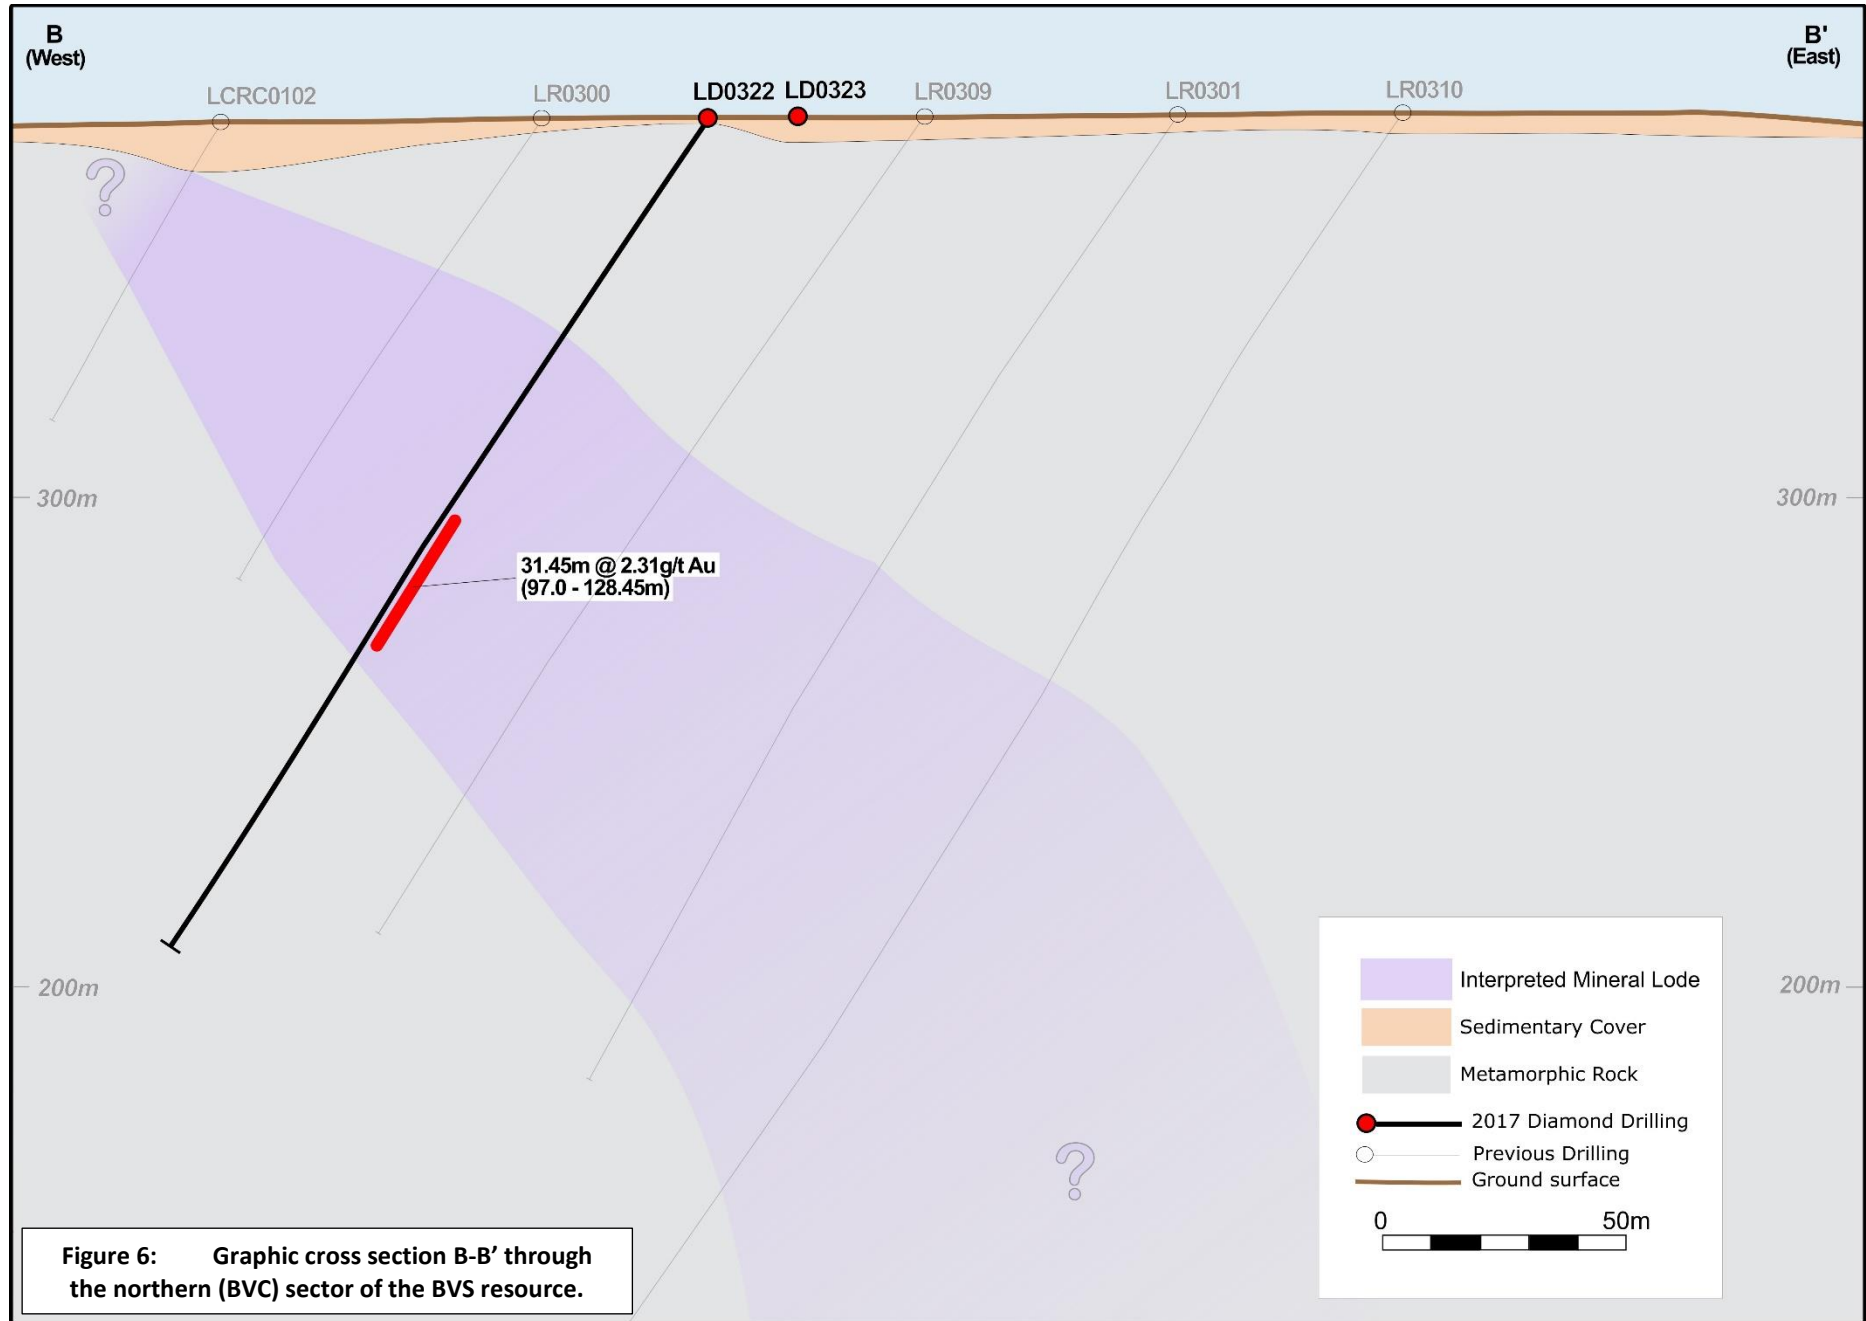 B
(West)
B'
(East)
LCRC0102
LR0300
LD0322
LD0323
LR0309
LR0301
LR0310
?
300m
300m
31.45m @ 2.31g/t Au
(97.0 - 128.45m)
200m
200m
Interpreted Mineral Lode
Sedimentary Cover
Metamorphic Rock
2017 Diamond Drilling
Previous Drilling
Ground surface
0 50m
?
Figure 6: Graphic cross section B-B’ through
the northern (BVC) sector of the BVS resource.